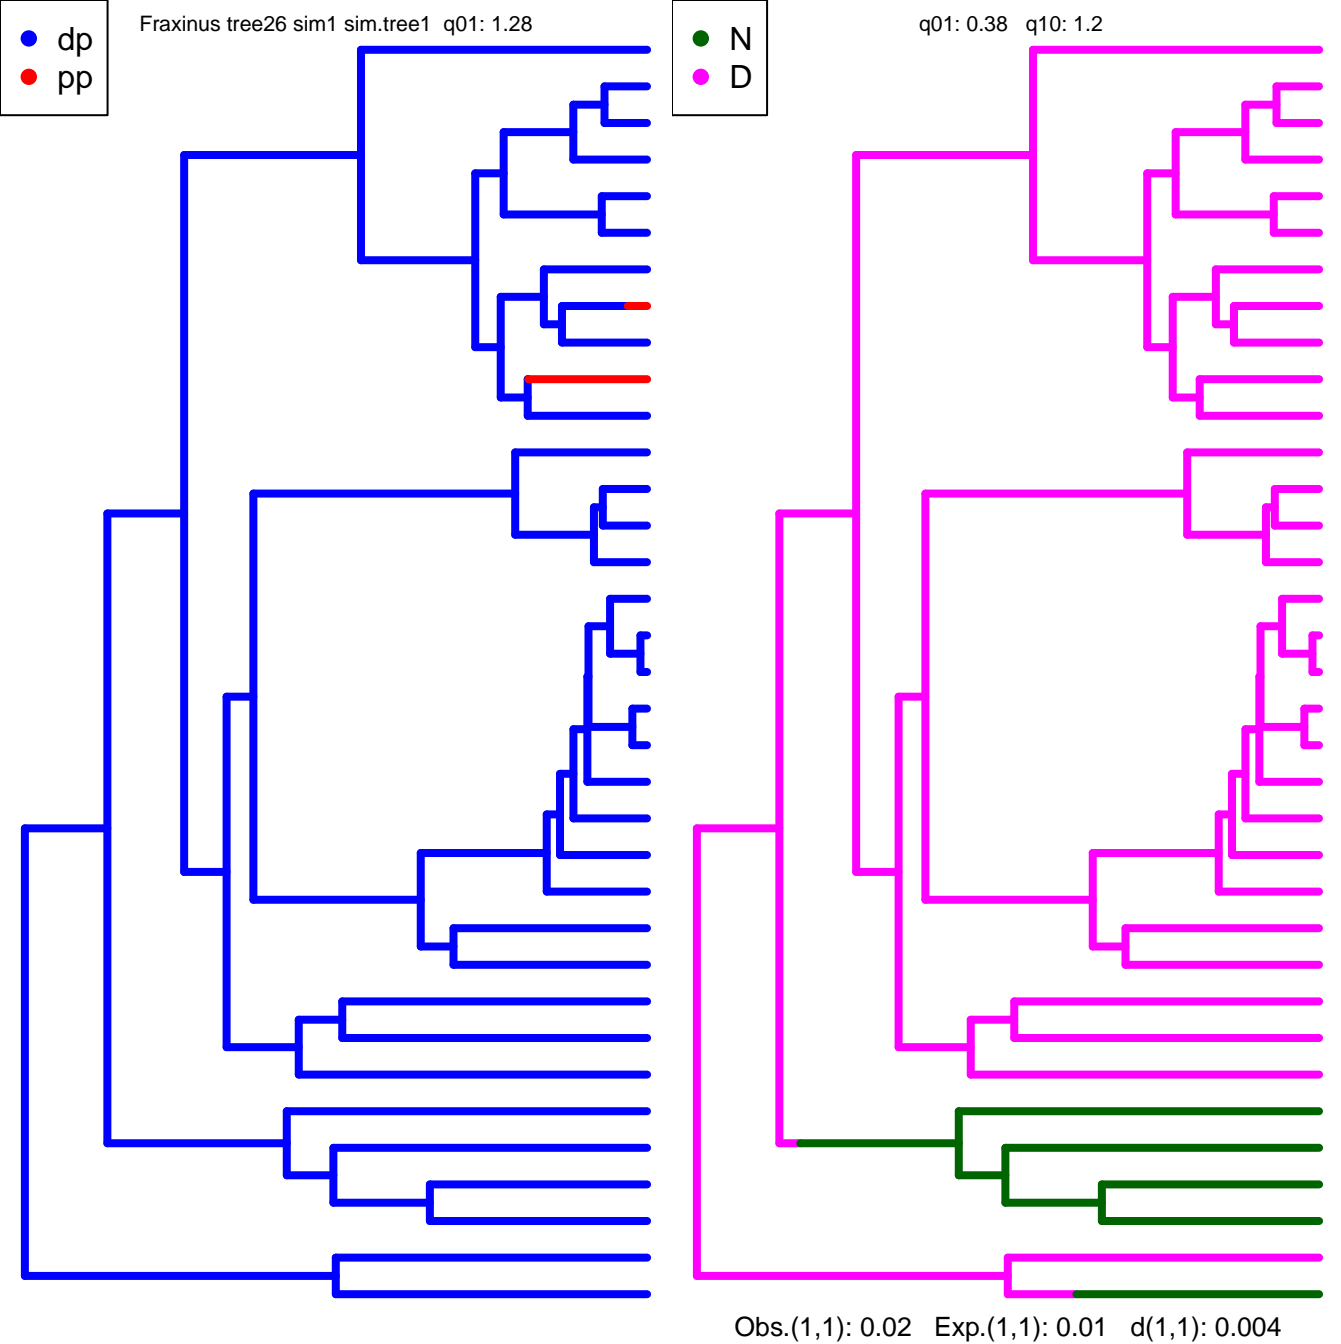 Fraxinus tree26 sim1 sim.tree1  q01: 1.28
dp
pp
q01: 0.38   q10: 1.2
N
D
Obs.(1,1): 0.02   Exp.(1,1): 0.01   d(1,1): 0.004